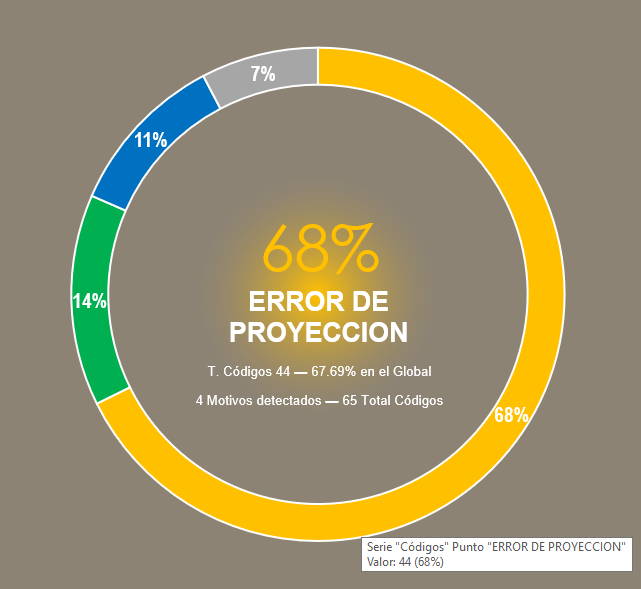 7%
11%
68%
14%
ERROR DE
PROYECCION
T. Códigos 44 — 67.69% en el Global
4 Motivos detectados — 65 Total Códigos
68%
Serie "Códigos" Punto "ERROR DE PROYECCION"
Valor: 44 (68%)